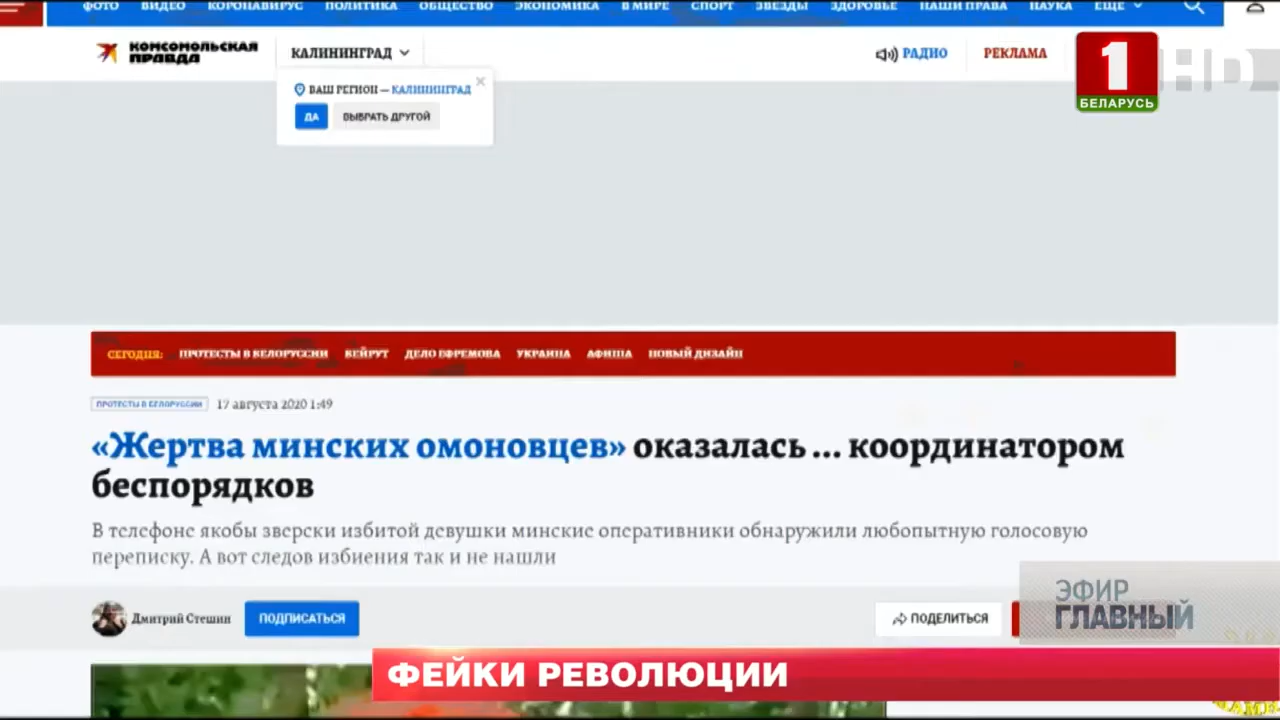 ФОТО ВИДЕО КОРОНАВИРУС ПОЛИТИКА ОБЩЕСТВО ЭКОНОМИКА В МИРЕ СПОРТ ЗВЕЗДЫ ЗДОРОВЬЕ НАШИ ПРАВА НАУКА ЕЩЕ
КОМСОМОЛЬСКАЯ
ПРАВДА
КАЛИНИНГРАД
РАДИО
РЕКЛАМА
1 HD
БЕЛАРУСЬ
ВАШ РЕГИОН — КАЛИНИНГРАД
ДА
ВЫБРАТЬ ДРУГОЙ
СЕГОДНЯ: ПРОТЕСТЫ В БЕЛОРУССИИ БЕЙРУТ ДЕЛО ЕФРЕМОВА УКРАИНА АФИША НОВЫЙ ДИЗАЙН
ПРОТЕСТЫ В БЕЛОРУССИИ 17 августа 2020 1:49
«Жертва минских омоновцев» оказалась ... координатором
беспорядков
В телефоне якобы зверски избитой девушки минские оперативники обнаружили любопытную голосовую
переписку. А вот следов избиения так и не нашли
Дмитрий Стешин
ПОДПИСАТЬСЯ
ПОДЕЛИТЬСЯ
ЭФИР
ГЛАВНЫЙ
ФЕЙКИ РЕВОЛЮЦИИ